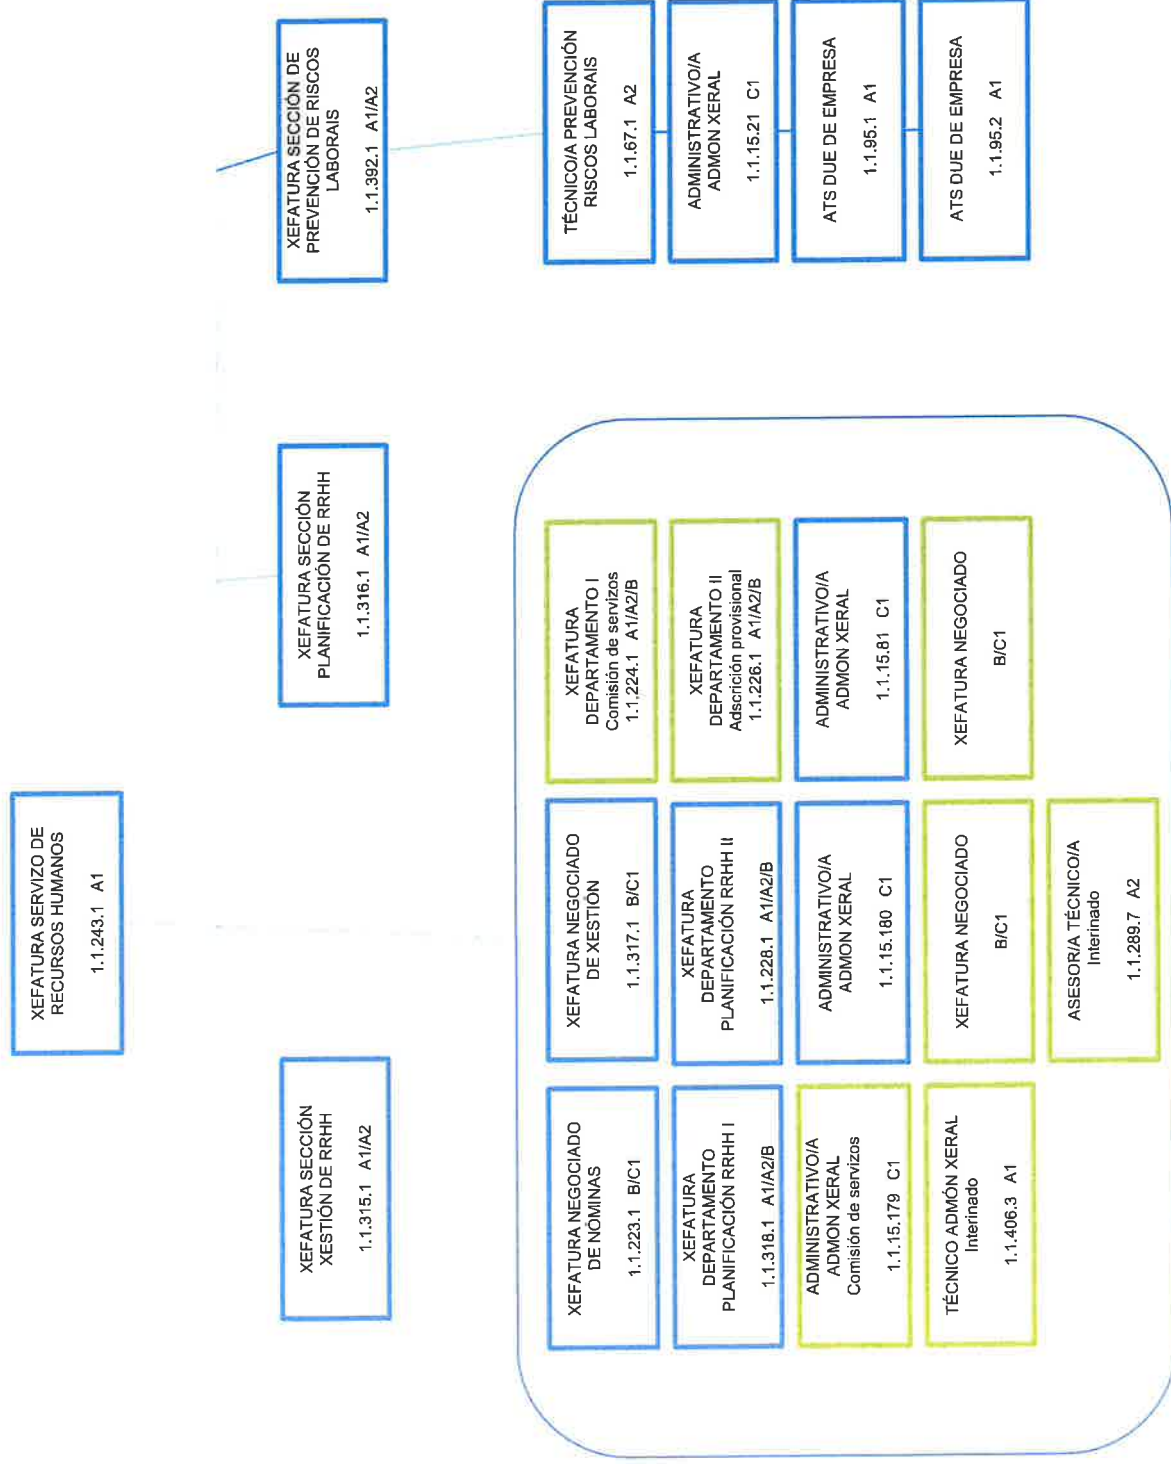 XEFATURA SERVIZO DE
RECURSOS HUMANOS
1.1.243.1 A1
XEFATURA SECCIÓN
XESTIÓN DE RRHH
1.1.315.1 A1/A2
XEFATURA SECCIÓN
PLANIFICACIÓN DE RRHH
1.1.316.1 A1/A2
XEFATURA SECCIÓN DE
PREVENCIÓN DE RISCOS
LABORAIS
1.1.392.1 A1/A2
XEFATURA NEGOCIADO
DE NÓMINAS
1.1.223.1 B/C1
XEFATURA NEGOCIADO
DE XESTIÓN
1.1.317.1 B/C1
XEFATURA
DEPARTAMENTO I
Comisión de servizos
1.1.224.1 A1/A2/B
TÉCNICO/A PREVENCIÓN
RISCOS LABORAIS
1.1.67.1 A2
XEFATURA
DEPARTAMENTO
PLANIFICACIÓN RRHH I
1.1.318.1 A1/A2/B
XEFATURA
DEPARTAMENTO
PLANIFICACIÓN RRHH II
1.1.228.1 A1/A2/B
XEFATURA
DEPARTAMENTO II
Adscrición provisional
1.1.226.1 A1/A2/B
ADMINISTRATIVO/A
ADMON XERAL
1.1.15.21 C1
ADMINISTRATIVO/A
ADMON XERAL
Comisión de servizos
1.1.15.179 C1
ADMINISTRATIVO/A
ADMON XERAL
1.1.15.180 C1
ADMINISTRATIVO/A
ADMON XERAL
1.1.15.81 C1
ATS DUE DE EMPRESA
1.1.95.1 A1
TÉCNICO ADMÓN XERAL
Interinado
1.1.406.3 A1
XEFATURA NEGOCIADO
B/C1
XEFATURA NEGOCIADO
B/C1
ATS DUE DE EMPRESA
1.1.95.2 A1
ASESOR/A TÉCNICO/A
Interinado
1.1.289.7 A2